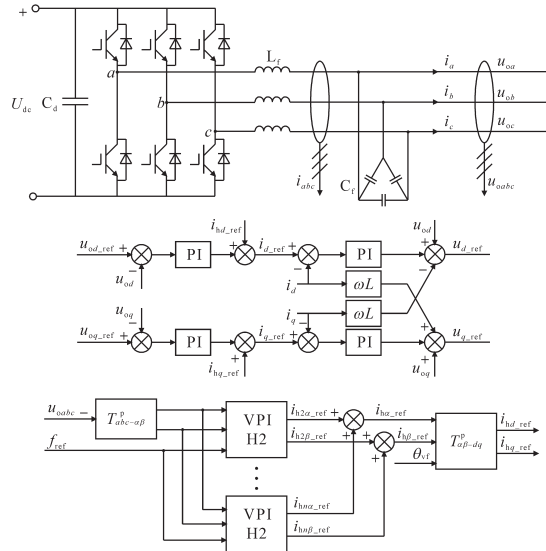 +
a
L_f
i_a
u_oa
U_dc
C_d
b
i_b
u_ob
c
i_c
u_oc
i_abc
C_f
u_oabc
−
i_hd_ref
u_od
u_od_ref + − PI + + i_d_ref + − PI + + − u_d_ref
u_od
i_d ωL
u_oq
i_q ωL
u_oq_ref + − PI + + i_q_ref + − PI + + + u_q_ref
i_hq_ref
u_oq
u_oabc − T^p_abc−αβ
VPI
H2
i_h2α_ref + + i_hα_ref
i_h2β_ref + + i_hβ_ref
T^p_αβ−dq
i_hd_ref
i_hq_ref
f_ref
θ_vf
VPI
H2
i_hnα_ref
i_hnβ_ref